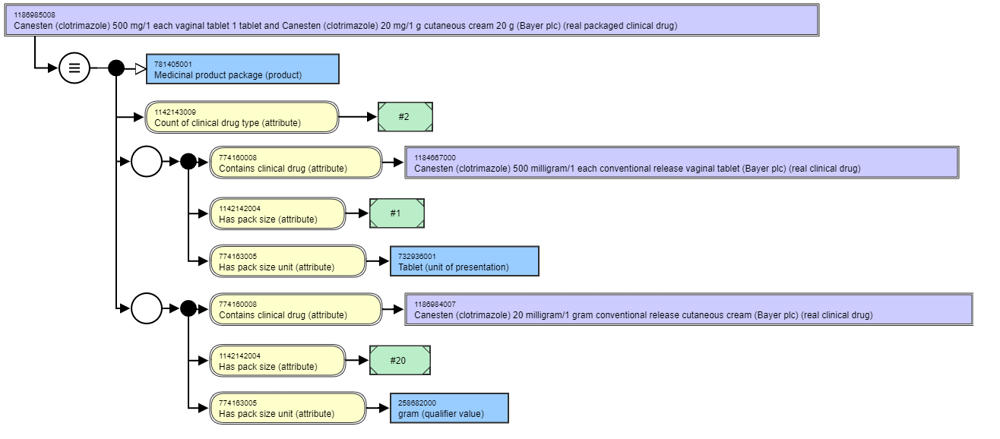 1186985008
Canesten (clotrimazole) 500 mg/1 each vaginal tablet 1 tablet and Canesten (clotrimazole) 20 mg/1 g cutaneous cream 20 g (Bayer plc) (real packaged clinical drug)
781405001
Medicinal product package (product)
1142143009
Count of clinical drug type (attribute)
#2
774160008
Contains clinical drug (attribute)
1184667000
Canesten (clotrimazole) 500 milligram/1 each conventional release vaginal tablet (Bayer plc) (real clinical drug)
1142142004
Has pack size (attribute)
#1
774163005
Has pack size unit (attribute)
732936001
Tablet (unit of presentation)
774160008
Contains clinical drug (attribute)
1186984007
Canesten (clotrimazole) 20 milligram/1 gram conventional release cutaneous cream (Bayer plc) (real clinical drug)
1142142004
Has pack size (attribute)
#20
774163005
Has pack size unit (attribute)
258682000
gram (qualifier value)